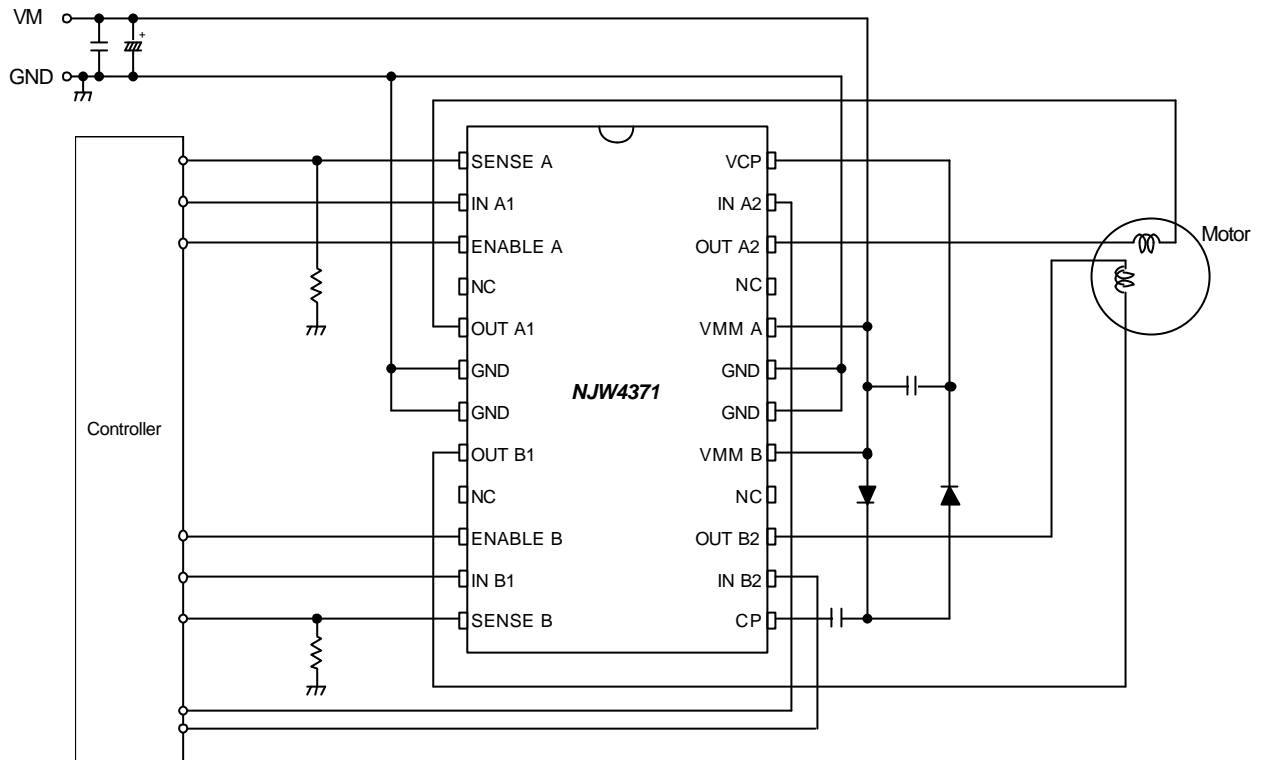 VM
+
GND
SENSE A
VCP
IN A1
IN A2
ENABLE A
OUT A2
Motor
NC
NC
OUT A1
VMM A
GND
GND
NJW4371
GND
GND
Controller
OUT B1
VMM B
NC
NC
ENABLE B
OUT B2
IN B1
IN B2
SENSE B
CP